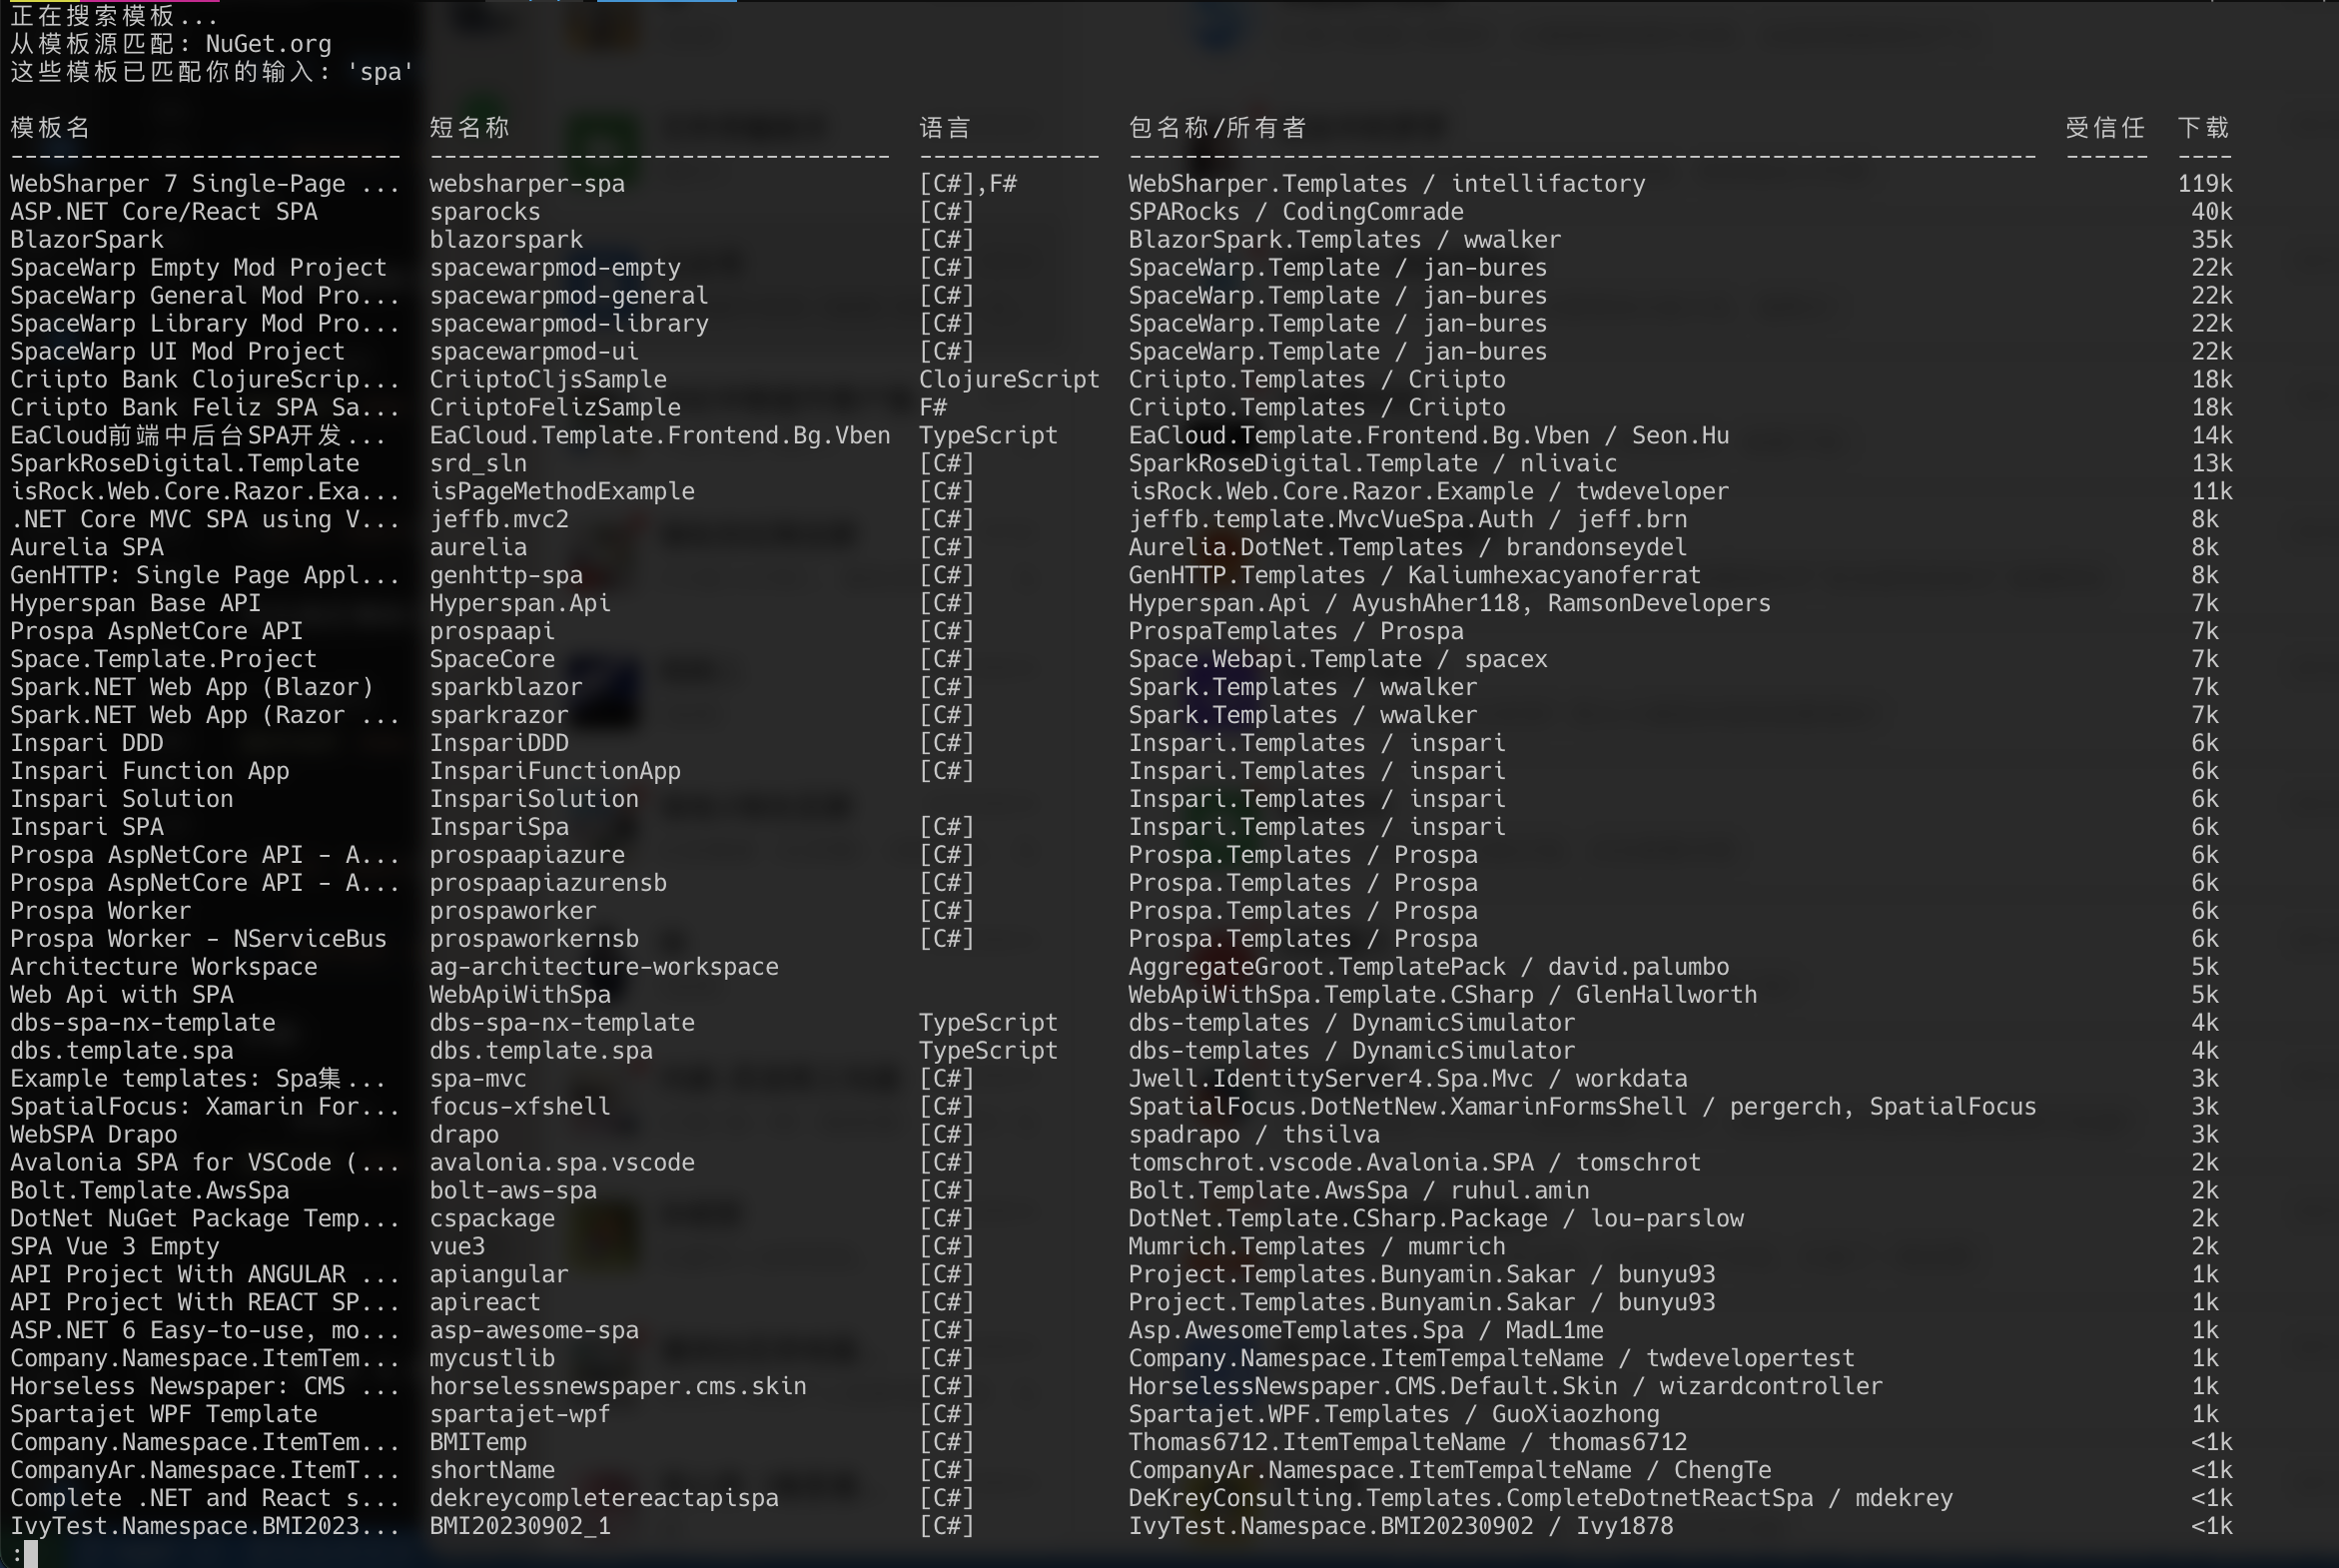 正在搜索模板...
从模板源匹配: NuGet.org
这些模板已匹配你的输入: 'spa'
模板名 短名称 语言 包名称/所有者 受信任 下载
---------------------------- --------------------------------- ------------- ----------------------------------------------------------------- ------ ----
WebSharper 7 Single-Page ... websharper-spa [C#],F# WebSharper.Templates / intellifactory 119k
ASP.NET Core/React SPA sparocks [C#] SPARocks / CodingComrade 40k
BlazorSpark blazorspark [C#] BlazorSpark.Templates / wwalker 35k
SpaceWarp Empty Mod Project spacewarpmod-empty [C#] SpaceWarp.Template / jan-bures 22k
SpaceWarp General Mod Pro... spacewarpmod-general [C#] SpaceWarp.Template / jan-bures 22k
SpaceWarp Library Mod Pro... spacewarpmod-library [C#] SpaceWarp.Template / jan-bures 22k
SpaceWarp UI Mod Project spacewarpmod-ui [C#] SpaceWarp.Template / jan-bures 22k
Criipto Bank ClojureScrip... CriiptoCljsSample ClojureScript Criipto.Templates / Criipto 18k
Criipto Bank Feliz SPA Sa... CriiptoFelizSample F# Criipto.Templates / Criipto 18k
EaCloud前端中后台SPA开发... EaCloud.Template.Frontend.Bg.Vben TypeScript EaCloud.Template.Frontend.Bg.Vben / Seon.Hu 14k
SparkRoseDigital.Template srd_sln [C#] SparkRoseDigital.Template / nlivaic 13k
isRock.Web.Core.Razor.Exa... isPageMethodExample [C#] isRock.Web.Core.Razor.Example / twdeveloper 11k
.NET Core MVC SPA using V... jeffb.mvc2 [C#] jeffb.template.MvcVueSpa.Auth / jeff.brn 8k
Aurelia SPA aurelia [C#] Aurelia.DotNet.Templates / brandonseydel 8k
GenHTTP: Single Page Appl... genhttp-spa [C#] GenHTTP.Templates / Kaliumhexacyanoferrat 8k
Hyperspan Base API Hyperspan.Api [C#] Hyperspan.Api / AyushAher118, RamsonDevelopers 7k
Prospa AspNetCore API prospaapi [C#] ProspaTemplates / Prospa 7k
Space.Template.Project SpaceCore [C#] Space.Webapi.Template / spacex 7k
Spark.NET Web App (Blazor) sparkblazor [C#] Spark.Templates / wwalker 7k
Spark.NET Web App (Razor ... sparkrazor [C#] Spark.Templates / wwalker 7k
Inspari DDD InspariDDD [C#] Inspari.Templates / inspari 6k
Inspari Function App InspariFunctionApp [C#] Inspari.Templates / inspari 6k
Inspari Solution InspariSolution Inspari.Templates / inspari 6k
Inspari SPA InspariSpa [C#] Inspari.Templates / inspari 6k
Prospa AspNetCore API - A... prospaapiazure [C#] Prospa.Templates / Prospa 6k
Prospa AspNetCore API - A... prospaapiazurensb [C#] Prospa.Templates / Prospa 6k
Prospa Worker prospaworker [C#] Prospa.Templates / Prospa 6k
Prospa Worker - NServiceBus prospaworkernsb [C#] Prospa.Templates / Prospa 6k
Architecture Workspace ag-architecture-workspace AggregateGroot.TemplatePack / david.palumbo 5k
Web Api with SPA WebApiWithSpa WebApiWithSpa.Template.CSharp / GlenHallworth 5k
dbs-spa-nx-template dbs-spa-nx-template TypeScript dbs-templates / DynamicSimulator 4k
dbs.template.spa dbs.template.spa TypeScript dbs-templates / DynamicSimulator 4k
Example templates: Spa集... spa-mvc [C#] Jwell.IdentityServer4.Spa.Mvc / workdata 3k
SpatialFocus: Xamarin For... focus-xfshell [C#] SpatialFocus.DotNetNew.XamarinFormsShell / pergerch, SpatialFocus 3k
WebSPA Drapo drapo [C#] spadrapo / thsilva 3k
Avalonia SPA for VSCode (... avalonia.spa.vscode [C#] tomschrot.vscode.Avalonia.SPA / tomschrot 2k
Bolt.Template.AwsSpa bolt-aws-spa [C#] Bolt.Template.AwsSpa / ruhul.amin 2k
DotNet NuGet Package Temp... cspackage [C#] DotNet.Template.CSharp.Package / lou-parslow 2k
SPA Vue 3 Empty vue3 [C#] Mumrich.Templates / mumrich 2k
API Project With ANGULAR ... apiangular [C#] Project.Templates.Bunyamin.Sakar / bunyu93 1k
API Project With REACT SP... apireact [C#] Project.Templates.Bunyamin.Sakar / bunyu93 1k
ASP.NET 6 Easy-to-use, mo... asp-awesome-spa [C#] Asp.AwesomeTemplates.Spa / MadL1me 1k
Company.Namespace.ItemTem... mycustlib [C#] Company.Namespace.ItemTempalteName / twdevelopertest 1k
Horseless Newspaper: CMS ... horselessnewspaper.cms.skin [C#] HorselessNewspaper.CMS.Default.Skin / wizardcontroller 1k
Spartajet WPF Template spartajet-wpf [C#] Spartajet.WPF.Templates / GuoXiaozhong 1k
Company.Namespace.ItemTem... BMITemp [C#] Thomas6712.ItemTempalteName / thomas6712 <1k
CompanyAr.Namespace.ItemT... shortName [C#] CompanyAr.Namespace.ItemTempalteName / ChengTe <1k
Complete .NET and React s... dekreycompletereactapispa [C#] DeKreyConsulting.Templates.CompleteDotnetReactSpa / mdekrey <1k
IvyTest.Namespace.BMI2023... BMI20230902_1 [C#] IvyTest.Namespace.BMI20230902 / Ivy1878 <1k
: